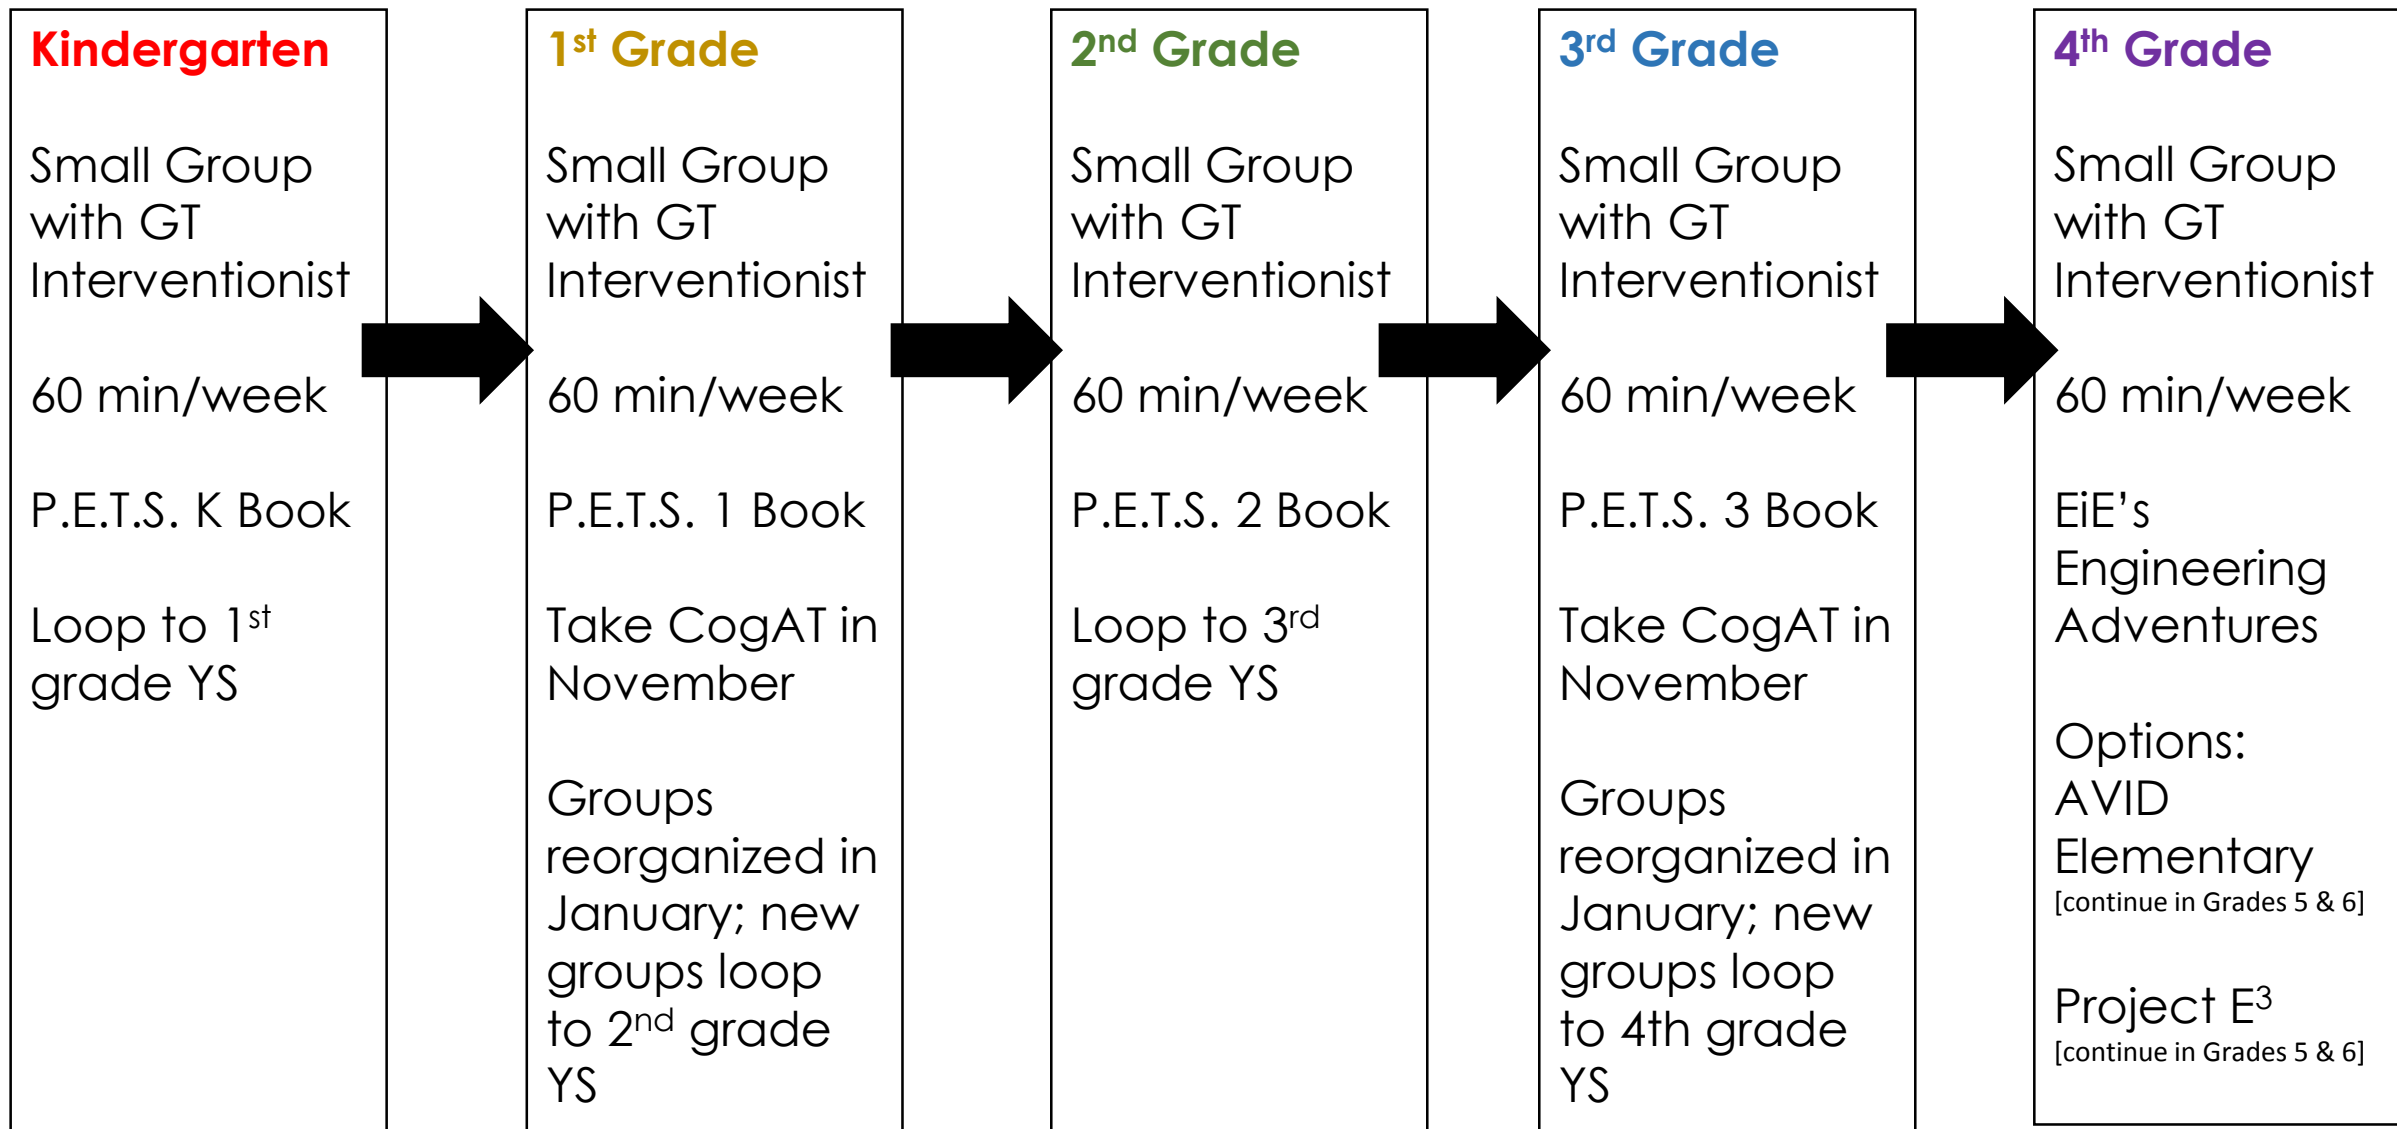 Kindergarten
Small Group
with GT
Interventionist
60 min/week
P.E.T.S. K Book
Loop to 1st
grade YS
1st Grade
Small Group
with GT
Interventionist
60 min/week
P.E.T.S. 1 Book
Take CogAT in
November
Groups
reorganized in
January; new
groups loop
to 2nd grade
YS
2nd Grade
Small Group
with GT
Interventionist
60 min/week
P.E.T.S. 2 Book
Loop to 3rd
grade YS
3rd Grade
Small Group
with GT
Interventionist
60 min/week
P.E.T.S. 3 Book
Take CogAT in
November
Groups
reorganized in
January; new
groups loop
to 4th grade
YS
4th Grade
Small Group
with GT
Interventionist
60 min/week
EiE’s
Engineering
Adventures
Options:
AVID
Elementary
[continue in Grades 5 & 6]
Project E³
[continue in Grades 5 & 6]